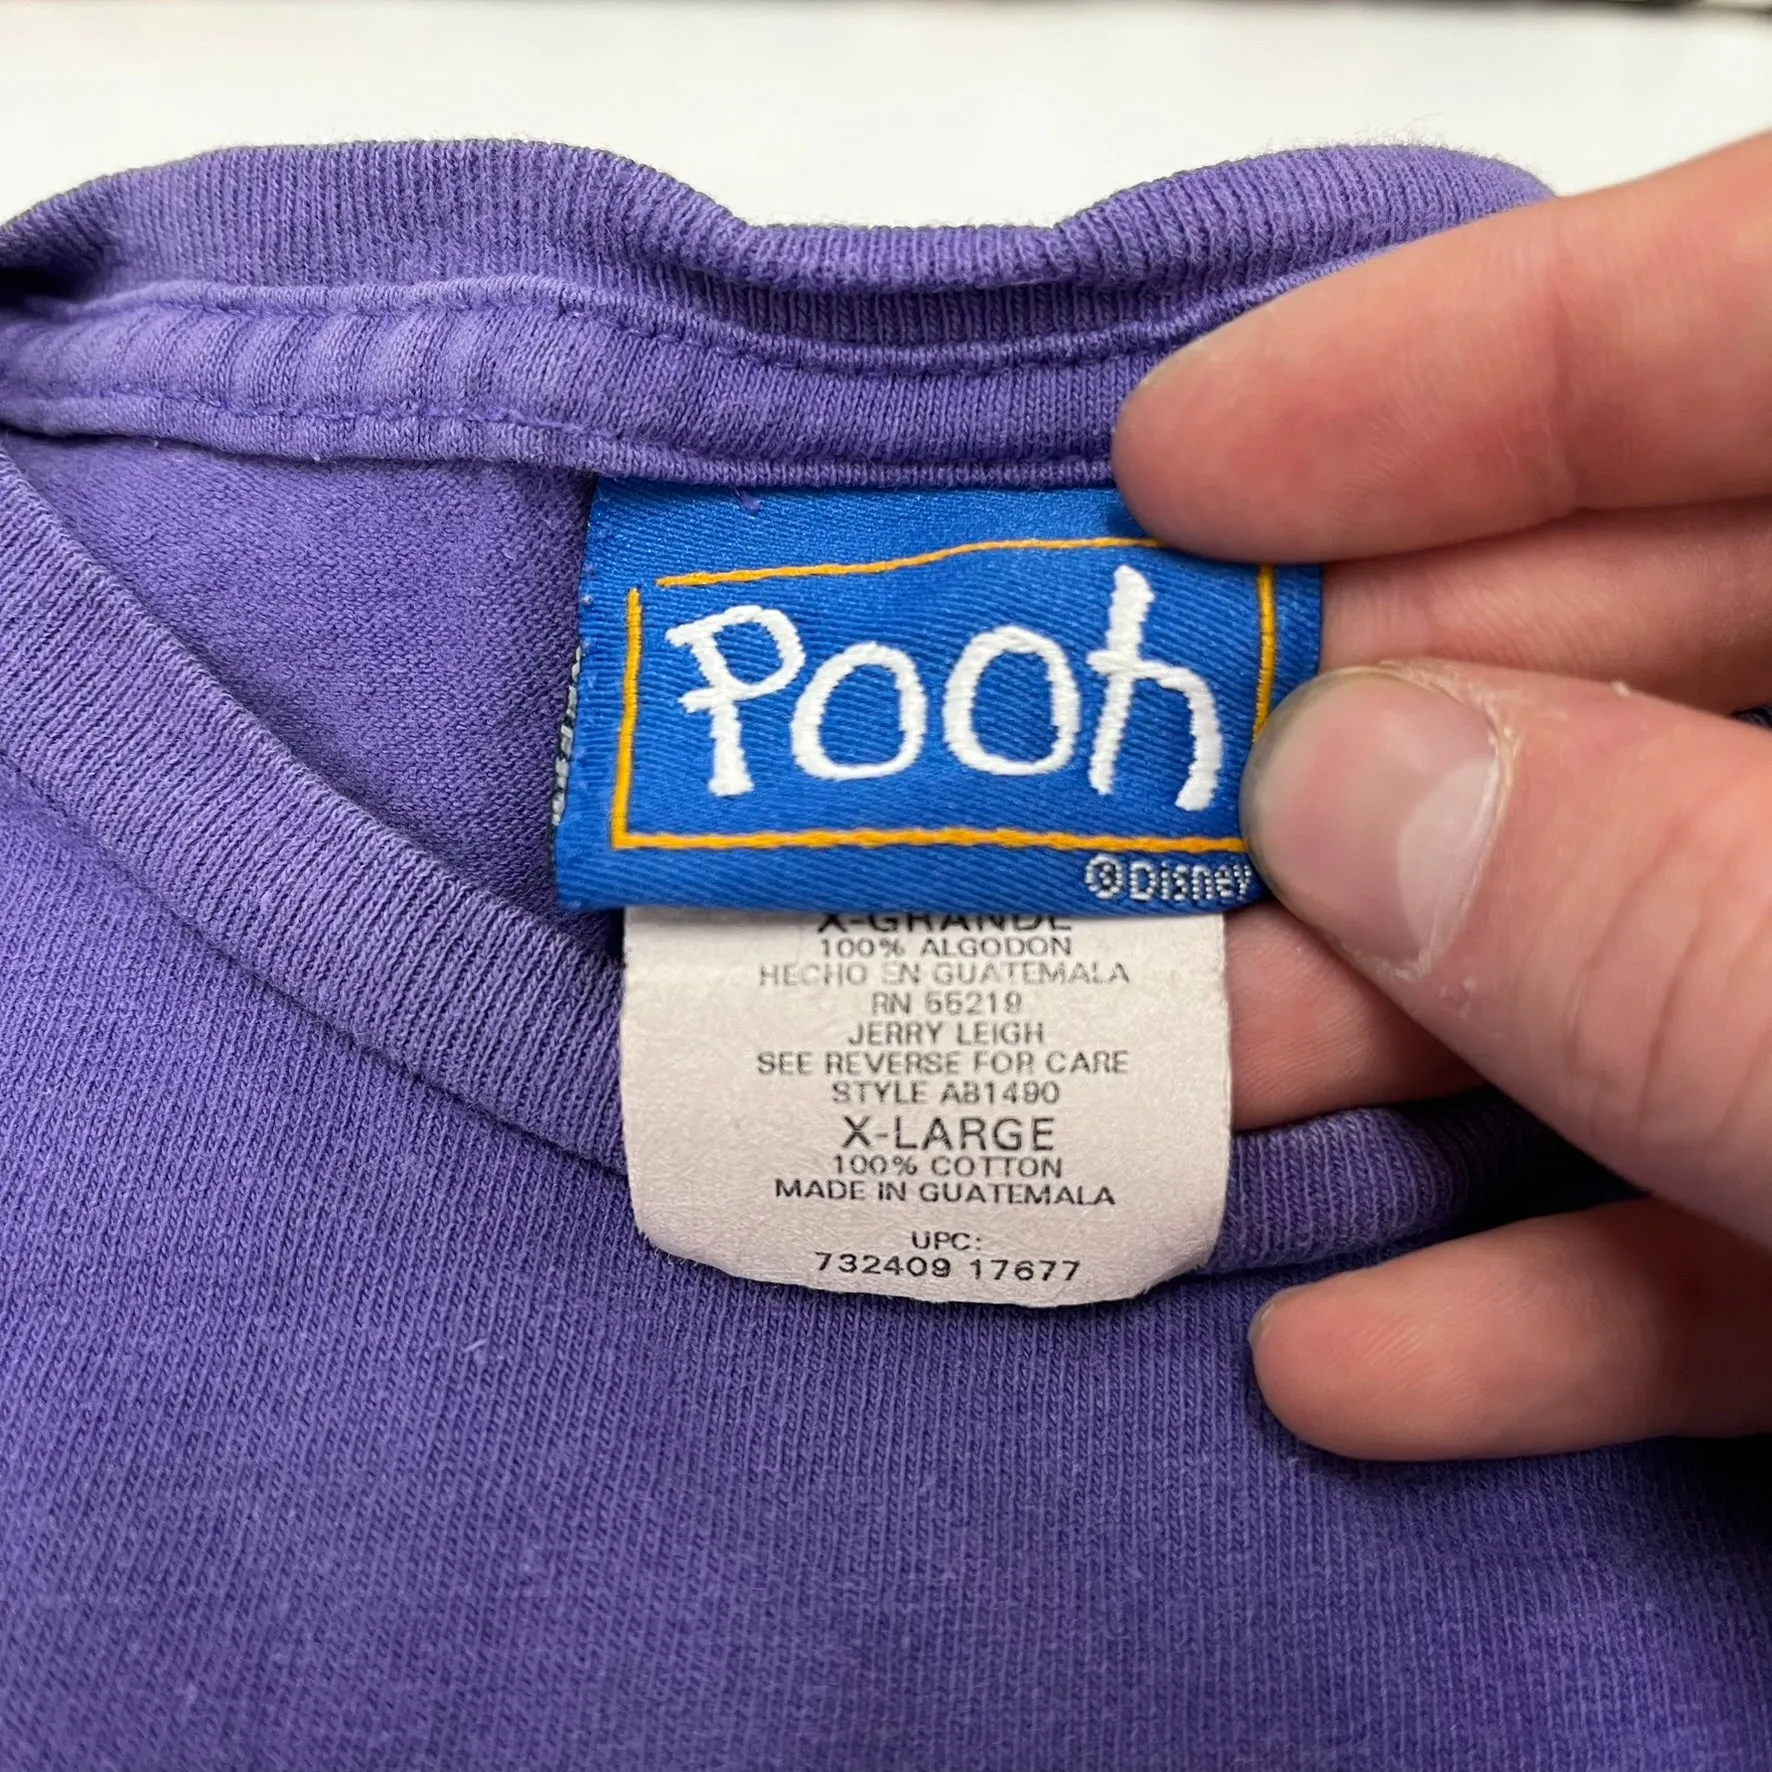 Pooh
©Disney
X-GRANDE
100% ALGODON
HECHO EN GUATEMALA
RN 55219
JERRY LEIGH
SEE REVERSE FOR CARE
STYLE AB1490
X-LARGE
100% COTTON
MADE IN GUATEMALA
UPC:
732409 17677